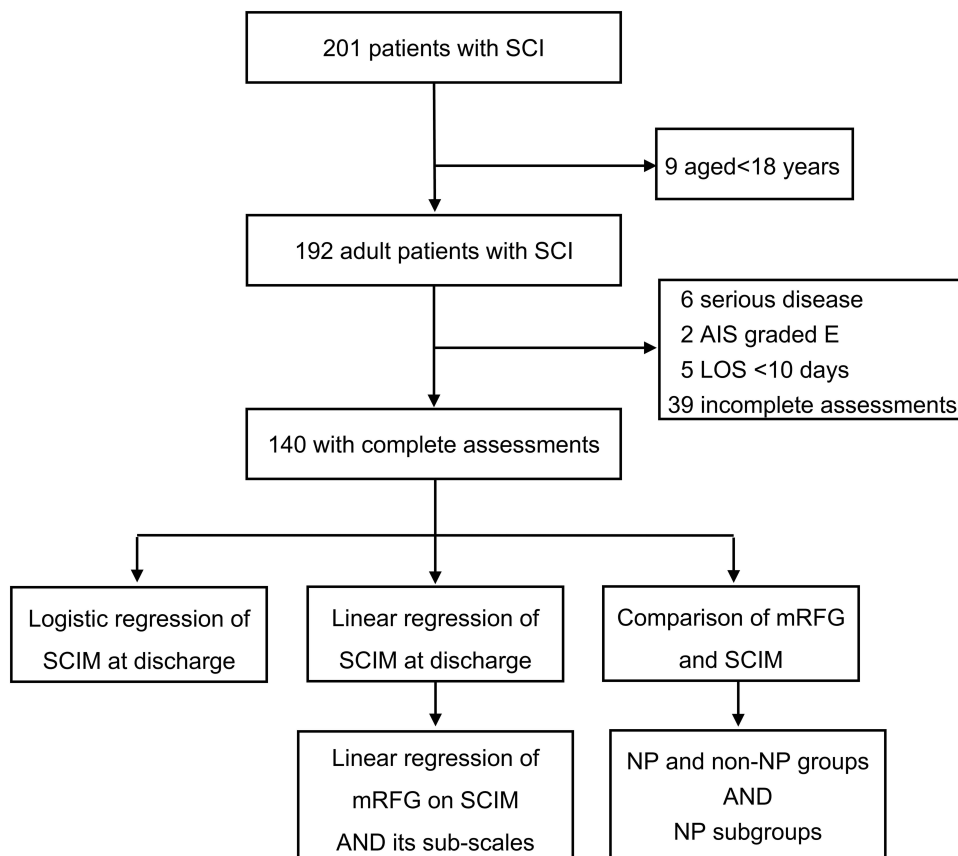 201 patients with SCI
9 aged<18 years
192 adult patients with SCI
6 serious disease
2 AIS graded E
5 LOS <10 days
39 incomplete assessments
140 with complete assessments
Logistic regression of
SCIM at discharge
Linear regression of
SCIM at discharge
Comparison of mRFG
and SCIM
Linear regression of
mRFG on SCIM
AND its sub-scales
NP and non-NP groups
AND
NP subgroups